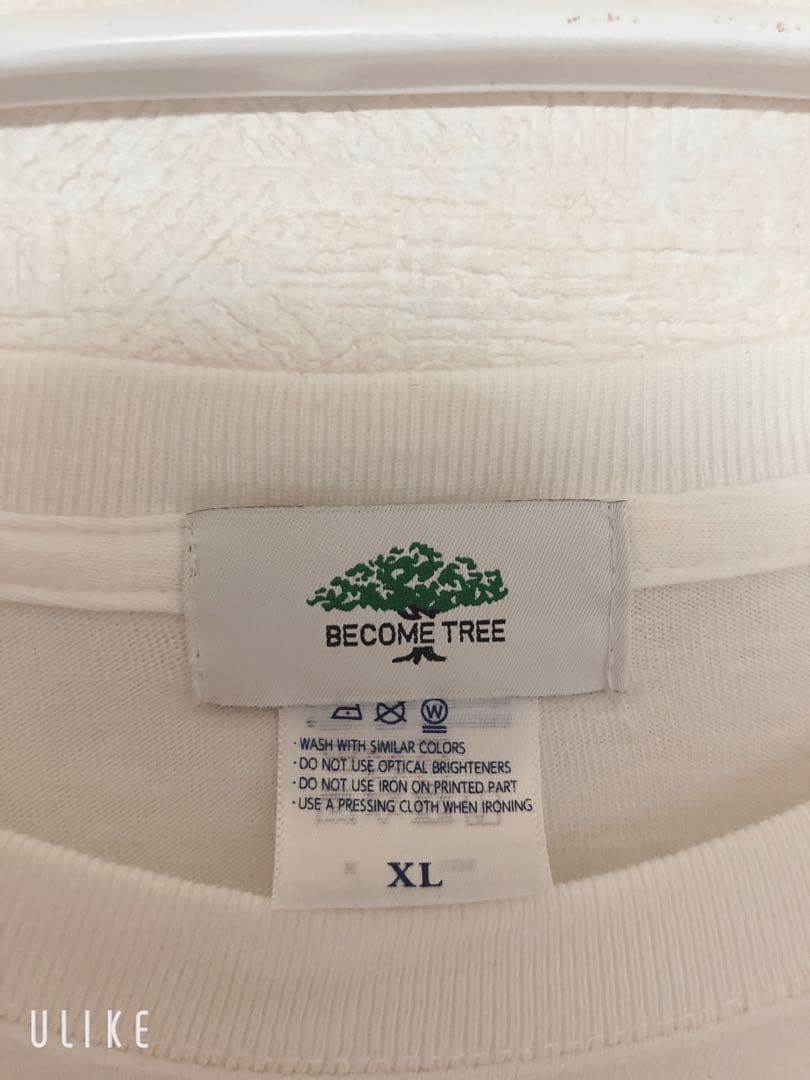 BECOME TREE
W
· WASH WITH SIMILAR COLORS
· DO NOT USE OPTICAL BRIGHTENERS
· DO NOT USE IRON ON PRINTED PART
· USE A PRESSING CLOTH WHEN IRONING
XL
ULIKE